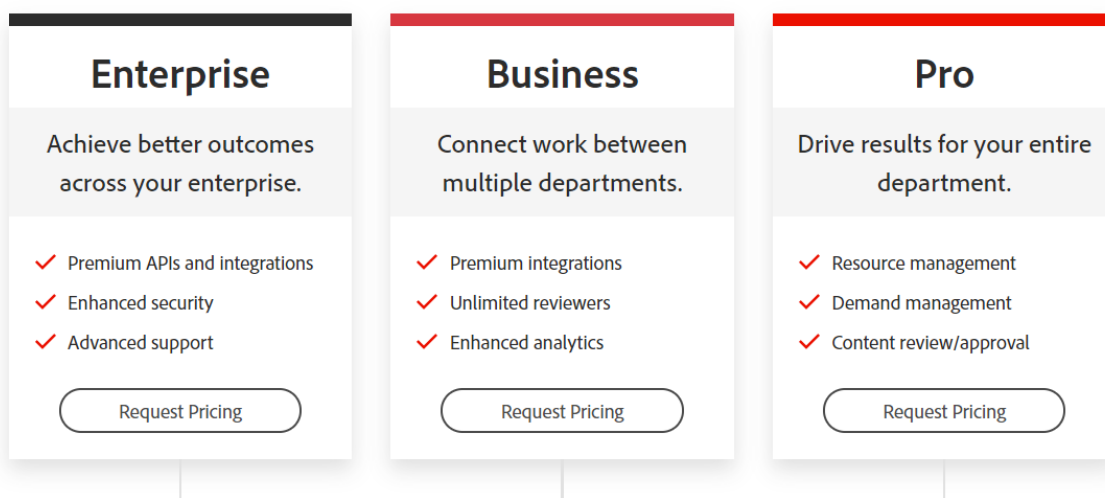 Enterprise
Achieve better outcomes
across your enterprise.
Premium APIs and integrations
Enhanced security
Advanced support
Request Pricing
Business
Connect work between
multiple departments.
Premium integrations
Unlimited reviewers
Enhanced analytics
Request Pricing
Pro
Drive results for your entire
department.
Resource management
Demand management
Content review/approval
Request Pricing